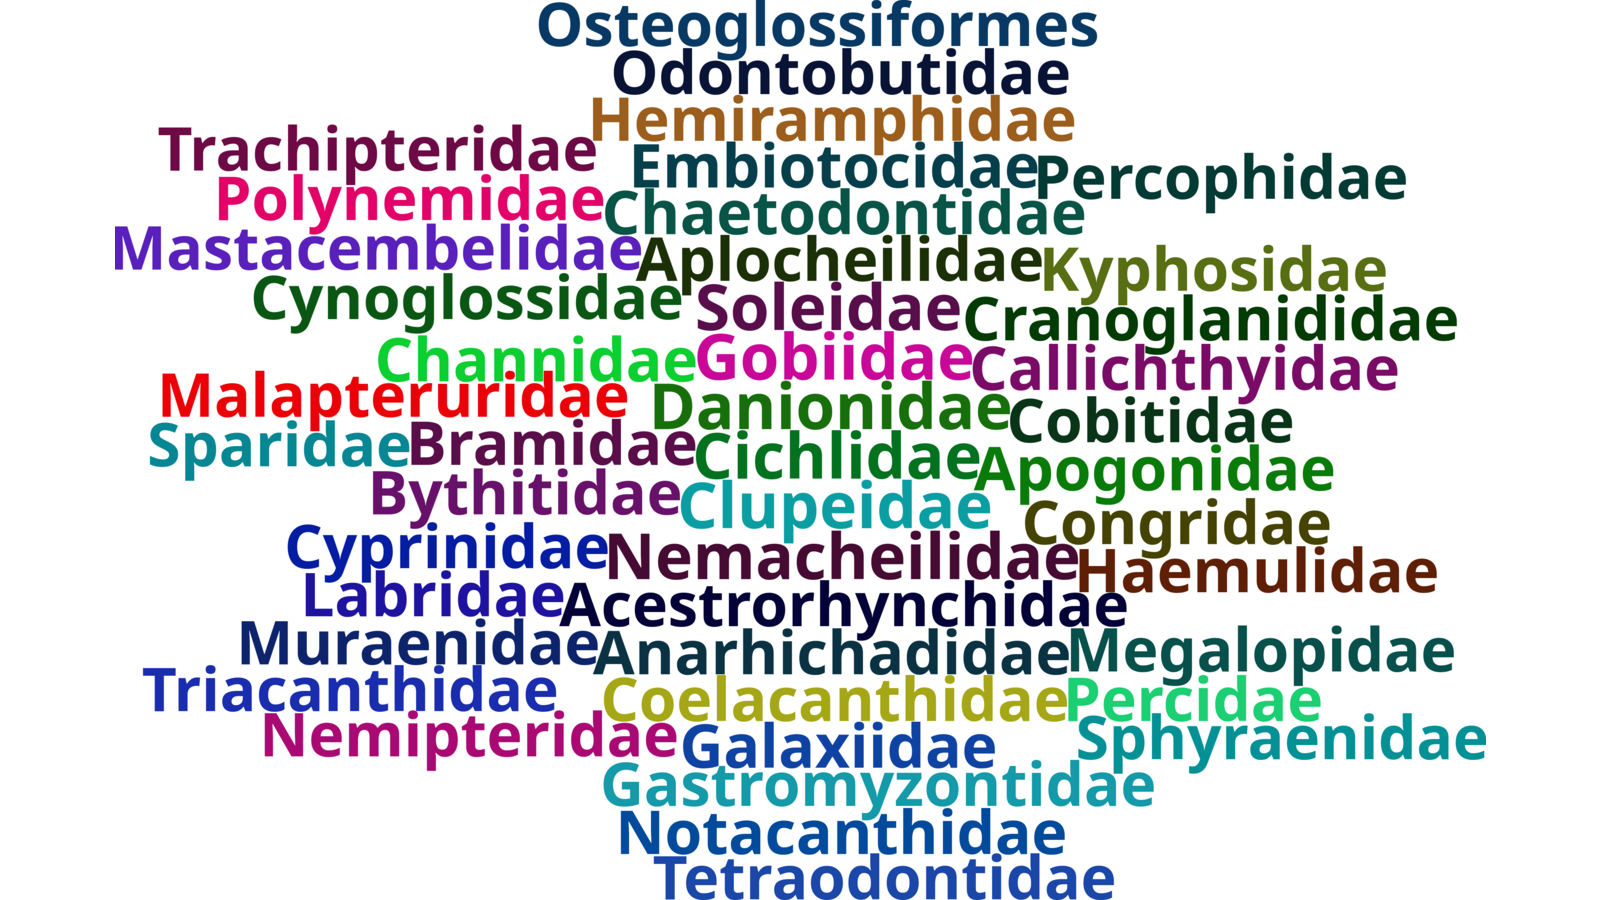 Osteoglossiformes
Odontobutidae
Hemiramphidae
Trachipteridae
Embiotocidae
Percophidae
Polynemidae
Chaetodontidae
Mastacembelidae
Aplocheilidae
Kyphosidae
Cynoglossidae
Soleidae
Cranoglanididae
Channidae
Gobiidae
Callichthyidae
Malapteruridae
Danionidae
Cobitidae
Sparidae
Bramidae
Cichlidae
Apogonidae
Bythitidae
Clupeidae
Congridae
Cyprinidae
Nemacheilidae
Haemulidae
Labridae
Acestrorhynchidae
Muraenidae
Anarhichadidae
Megalopidae
Triacanthidae
Coelacanthidae
Percidae
Nemipteridae
Galaxiidae
Sphyraenidae
Gastromyzontidae
Notacanthidae
Tetraodontidae